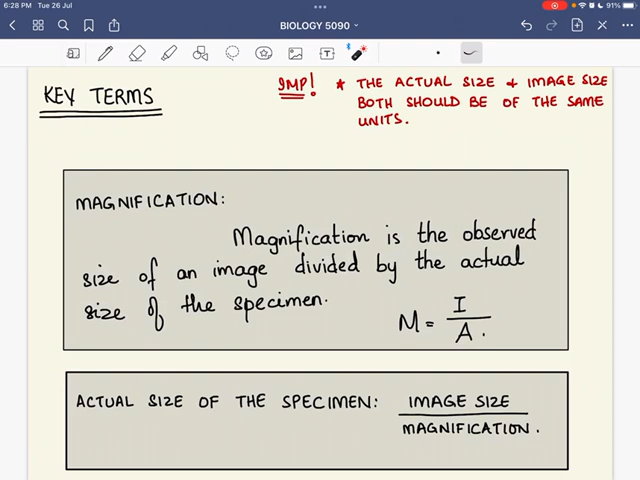 6:28 PM Tue 26 Jul
91%
BIOLOGY 5090
KEY TERMS
IMP! * THE ACTUAL SIZE & IMAGE SIZE
BOTH SHOULD BE OF THE SAME
UNITS.
MAGNIFICATION:
Magnification is the observed
size of an image divided by the actual
size of the specimen.
M = I
A.
ACTUAL SIZE OF THE SPECIMEN: IMAGE SIZE
MAGNIFICATION.